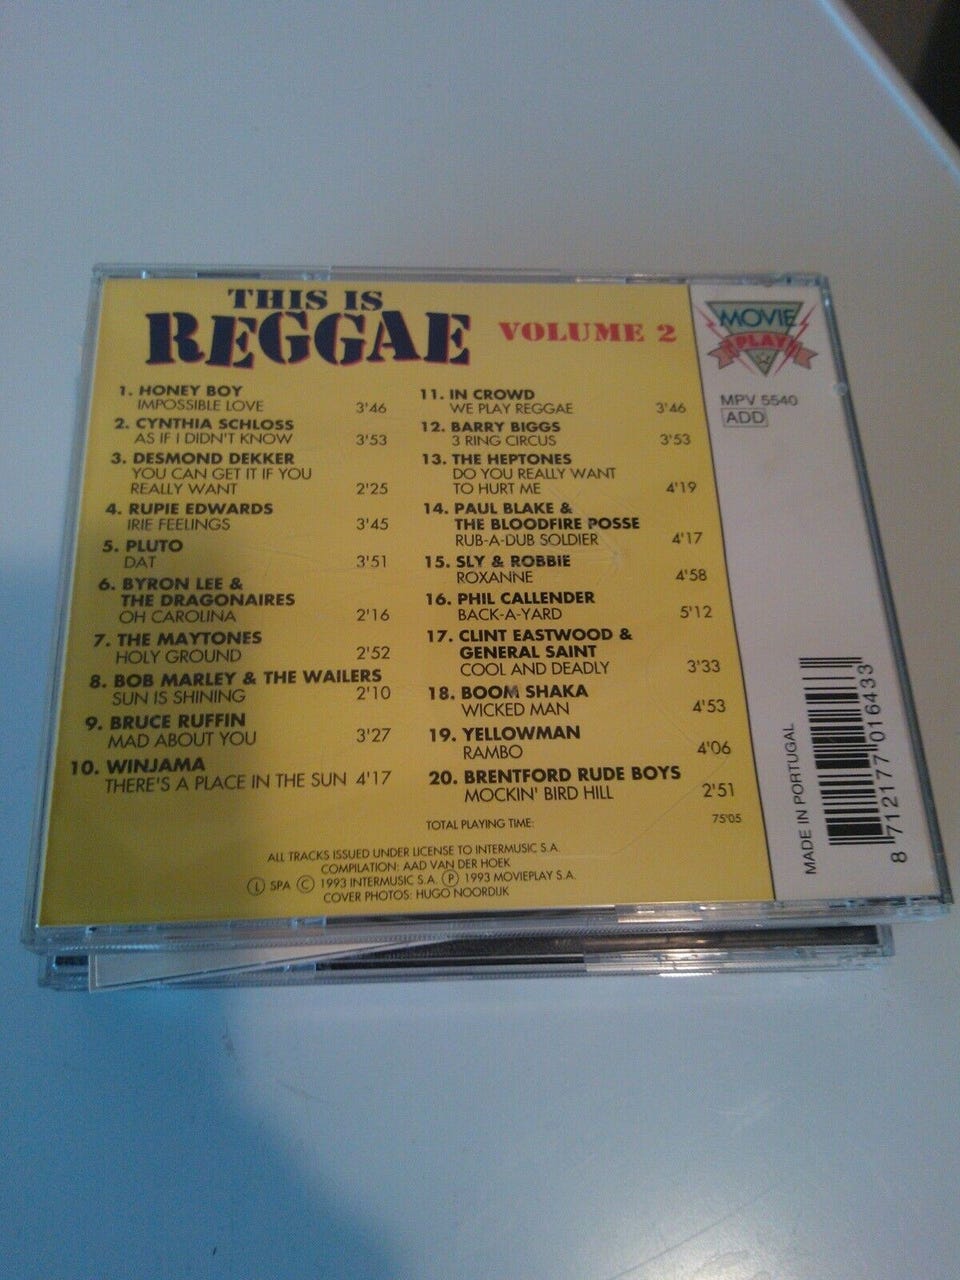 THIS IS
REGGAE
VOLUME 2
1. HONEY BOY
IMPOSSIBLE LOVE 3'46
2. CYNTHIA SCHLOSS
AS IF I DIDN'T KNOW 3'53
3. DESMOND DEKKER
YOU CAN GET IT IF YOU
REALLY WANT 2'25
4. RUPIE EDWARDS
IRIE FEELINGS 3'45
5. PLUTO
DAT 3'51
6. BYRON LEE &
THE DRAGONAIRES
OH CAROLINA 2'16
7. THE MAYTONES
HOLY GROUND 2'52
8. BOB MARLEY & THE WAILERS
SUN IS SHINING 2'10
9. BRUCE RUFFIN
MAD ABOUT YOU 3'27
10. WINJAMA
THERE'S A PLACE IN THE SUN 4'17
11. IN CROWD
WE PLAY REGGAE 3'46
12. BARRY BIGGS
3 RING CIRCUS 3'53
13. THE HEPTONES
DO YOU REALLY WANT
TO HURT ME 4'19
14. PAUL BLAKE &
THE BLOODFIRE POSSE
RUB-A-DUB SOLDIER 4'17
15. SLY & ROBBIE
ROXANNE 4'58
16. PHIL CALLENDER
BACK-A-YARD 5'12
17. CLINT EASTWOOD &
GENERAL SAINT
COOL AND DEADLY 3'33
18. BOOM SHAKA
WICKED MAN 4'53
19. YELLOWMAN
RAMBO 4'06
20. BRENTFORD RUDE BOYS
MOCKIN' BIRD HILL 2'51
TOTAL PLAYING TIME: 75'05
ALL TRACKS ISSUED UNDER LICENSE TO INTERMUSIC S.A.
COMPILATION: AAD VAN DER HOEK
Ⓛ SPA © 1993 INTERMUSIC S.A. ℗ 1993 MOVIEPLAY S.A.
COVER PHOTOS: HUGO NOORDIJK
MOVIE
PLAY
MPV 5540
ADD
MADE IN PORTUGAL
8 712177 016433